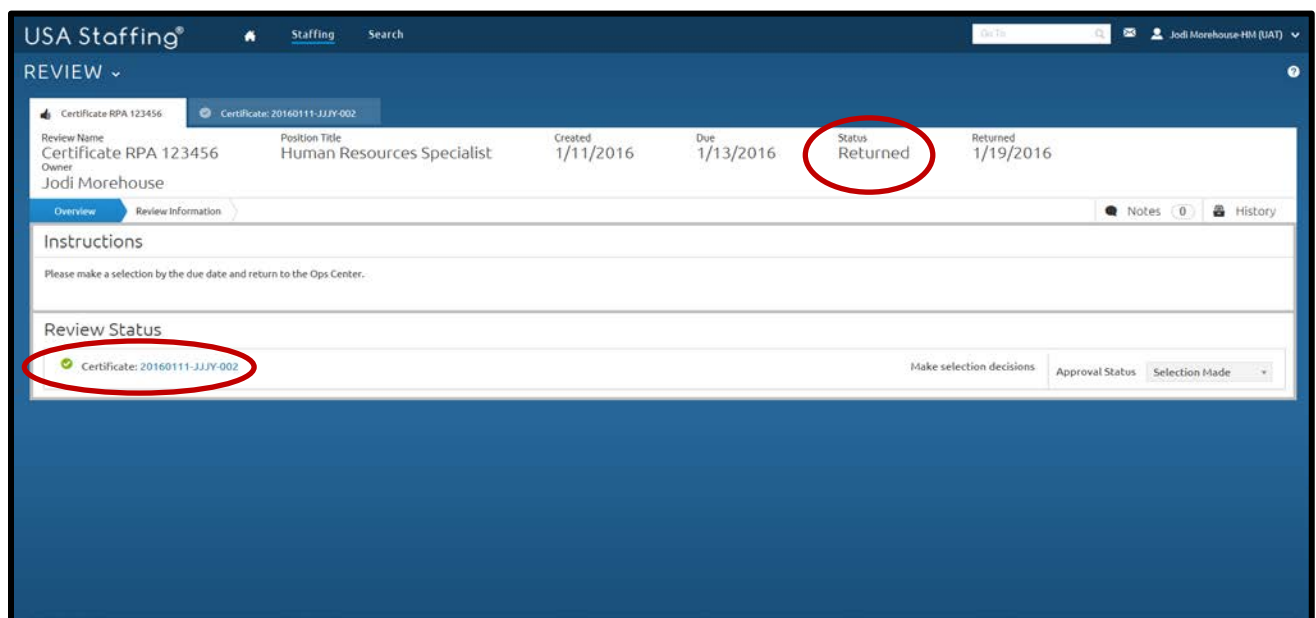 USA Staffing® Staffing Search Go To Jodi Morehouse-HM (UAT)
REVIEW
Certificate RPA 123456 Certificate: 20160111-JJJY-002
Review Name Position Title Created Due Status Returned
Certificate RPA 123456 Human Resources Specialist 1/11/2016 1/13/2016 Returned 1/19/2016
Owner
Jodi Morehouse
Overview Review Information Notes 0 History
Instructions
Please make a selection by the due date and return to the Ops Center.
Review Status
Certificate: 20160111-JJJY-002 Make selection decisions Approval Status Selection Made